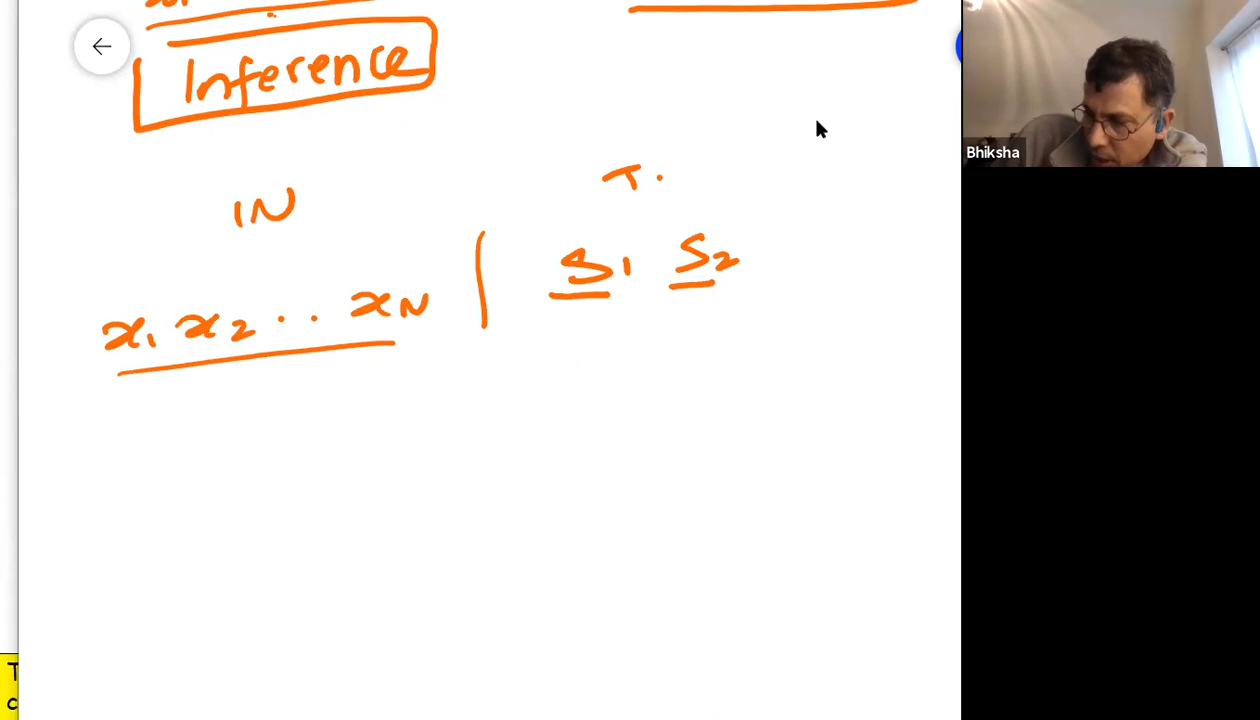 Inference
Bhiksha
IN
T.
S1 S2
x1 x2 .. xN